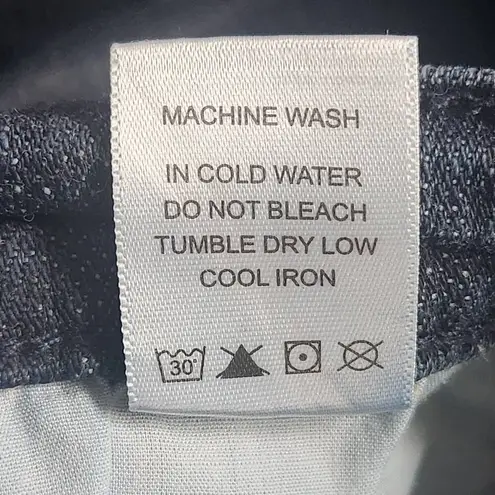 MACHINE WASH
IN COLD WATER
DO NOT BLEACH
TUMBLE DRY LOW
COOL IRON
30°